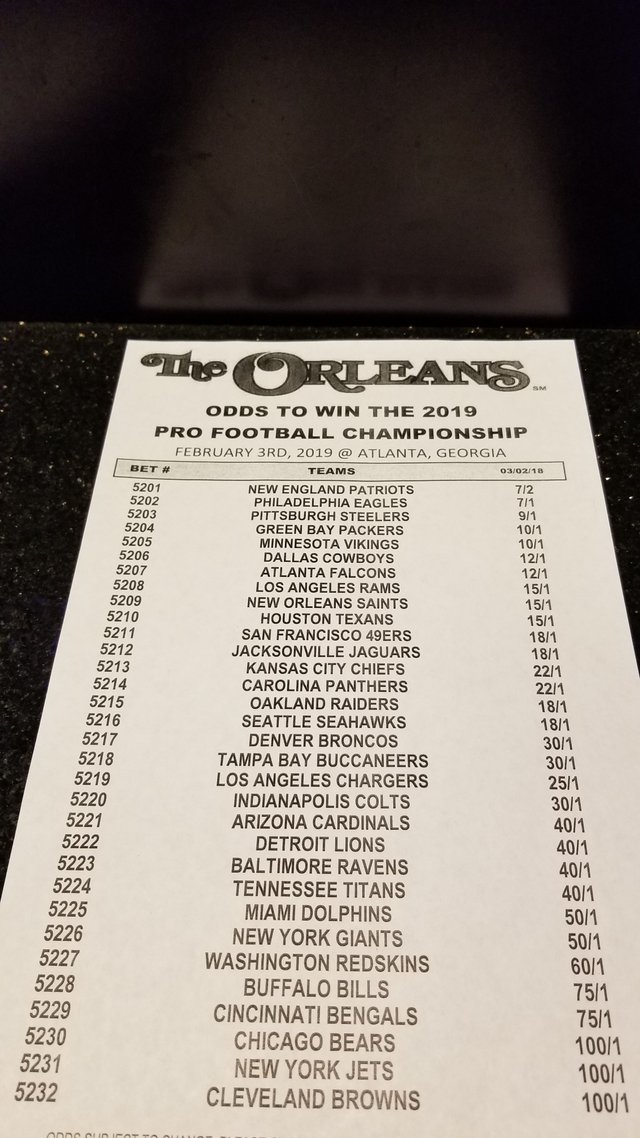 The ORLEANS SM
ODDS TO WIN THE 2019
PRO FOOTBALL CHAMPIONSHIP
FEBRUARY 3RD, 2019 @ ATLANTA, GEORGIA
BET # TEAMS 03/02/18
5201 NEW ENGLAND PATRIOTS 7/2
5202 PHILADELPHIA EAGLES 7/1
5203 PITTSBURGH STEELERS 9/1
5204 GREEN BAY PACKERS 10/1
5205 MINNESOTA VIKINGS 10/1
5206 DALLAS COWBOYS 12/1
5207 ATLANTA FALCONS 12/1
5208 LOS ANGELES RAMS 15/1
5209 NEW ORLEANS SAINTS 15/1
5210 HOUSTON TEXANS 15/1
5211 SAN FRANCISCO 49ERS 18/1
5212 JACKSONVILLE JAGUARS 18/1
5213 KANSAS CITY CHIEFS 22/1
5214 CAROLINA PANTHERS 22/1
5215 OAKLAND RAIDERS 18/1
5216 SEATTLE SEAHAWKS 18/1
5217 DENVER BRONCOS 30/1
5218 TAMPA BAY BUCCANEERS 30/1
5219 LOS ANGELES CHARGERS 25/1
5220 INDIANAPOLIS COLTS 30/1
5221 ARIZONA CARDINALS 40/1
5222 DETROIT LIONS 40/1
5223 BALTIMORE RAVENS 40/1
5224 TENNESSEE TITANS 40/1
5225 MIAMI DOLPHINS 50/1
5226 NEW YORK GIANTS 50/1
5227 WASHINGTON REDSKINS 60/1
5228 BUFFALO BILLS 75/1
5229 CINCINNATI BENGALS 75/1
5230 CHICAGO BEARS 100/1
5231 NEW YORK JETS 100/1
5232 CLEVELAND BROWNS 100/1
ODDS SUBJECT TO CHANGE